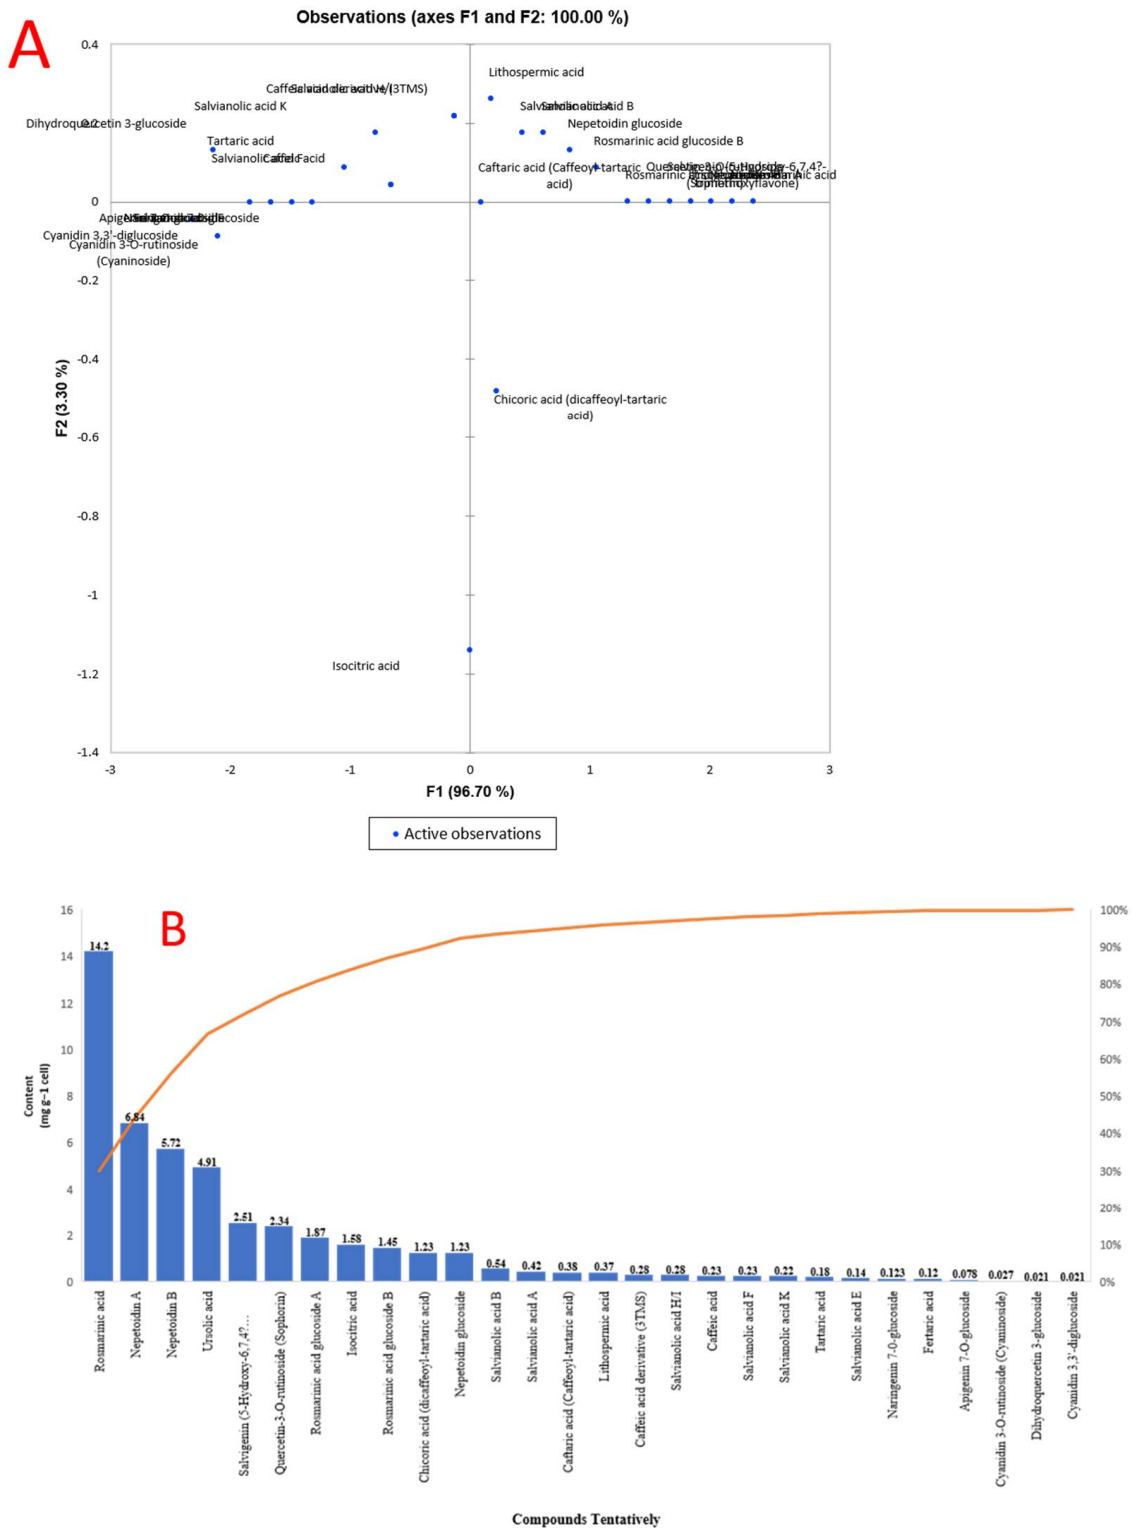 A
Observations (axes F1 and F2: 100.00 %)
0.4
Lithospermic acid
Salvianolic acid K
Dihydroquercetin 3-glucoside
Nepetoidin glucoside
Tartaric acid
Rosmarinic acid glucoside B
Caftaric acid (Caffeoyl-tartaric
acid)
0
Cyanidin 3,3'-diglucoside
Cyanidin 3-O-rutinoside
(Cyaninoside)
-0.2
-0.4
F2 (3.30 %)
Chicoric acid (dicaffeoyl-tartaric
acid)
-0.6
-0.8
-1
Isocitric acid
-1.2
-1.4
-3 -2 -1 0 1 2 3
F1 (96.70 %)
Active observations
B
16 14 12 10 8 6 4 2 0
Content
(mg g−1 cell)
14.2 6.84 5.72 4.91 2.51 2.34 1.87 1.58 1.45 1.23 1.23 0.54 0.42 0.38 0.37 0.28 0.28 0.23 0.23 0.22 0.18 0.14 0.123 0.12 0.078 0.027 0.021 0.021
100% 90% 80% 70% 60% 50% 40% 30% 20% 10% 0%
Rosmarinic acid
Nepetoidin A
Nepetoidin B
Ursolic acid
Salvigenin (5-Hydroxy-6,7,4?....
Quercetin-3-O-rutinoside (Sophorin)
Rosmarinic acid glucoside A
Isocitric acid
Rosmarinic acid glucoside B
Chicoric acid (dicaffeoyl-tartaric acid)
Nepetoidin glucoside
Salvianolic acid B
Salvianolic acid A
Caftaric acid (Caffeoyl-tartaric acid)
Lithospermic acid
Caffeic acid derivative (3TMS)
Salvianolic acid H/I
Caffeic acid
Salvianolic acid F
Salvianolic acid K
Tartaric acid
Salvianolic acid E
Naringenin 7-0-glucoside
Fertaric acid
Apigenin 7-O-glucoside
Cyanidin 3-O-rutinoside (Cyaninoside)
Dihydroquercetin 3-glucoside
Cyanidin 3,3'-diglucoside
Compounds Tentatively